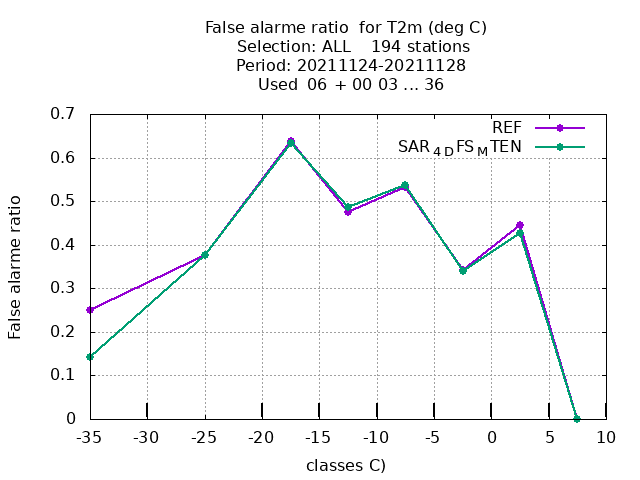 False alarme ratio  for T2m (deg C)
Selection: ALL    194 stations
Period: 20211124-20211128
Used  06 + 00 03 ... 36
0.7
0.6
0.5
0.4
0.3
0.2
0.1
0
False alarme ratio
REF
SAR4DFSMTEN
-35 -30 -25 -20 -15 -10 -5 0 5 10
classes C)